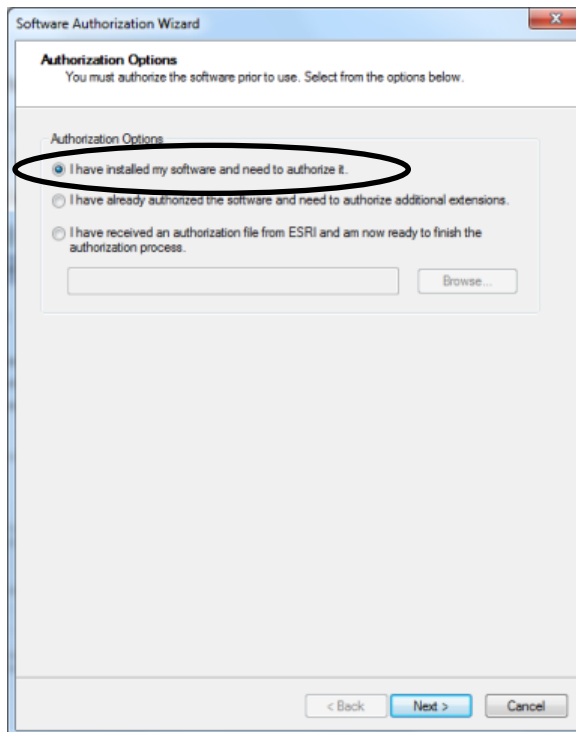 Software Authorization Wizard
Authorization Options
You must authorize the software prior to use. Select from the options below.
Authorization Options
I have installed my software and need to authorize it.
I have already authorized the software and need to authorize additional extensions.
I have received an authorization file from ESRI and am now ready to finish the
authorization process.
Browse...
< Back Next > Cancel